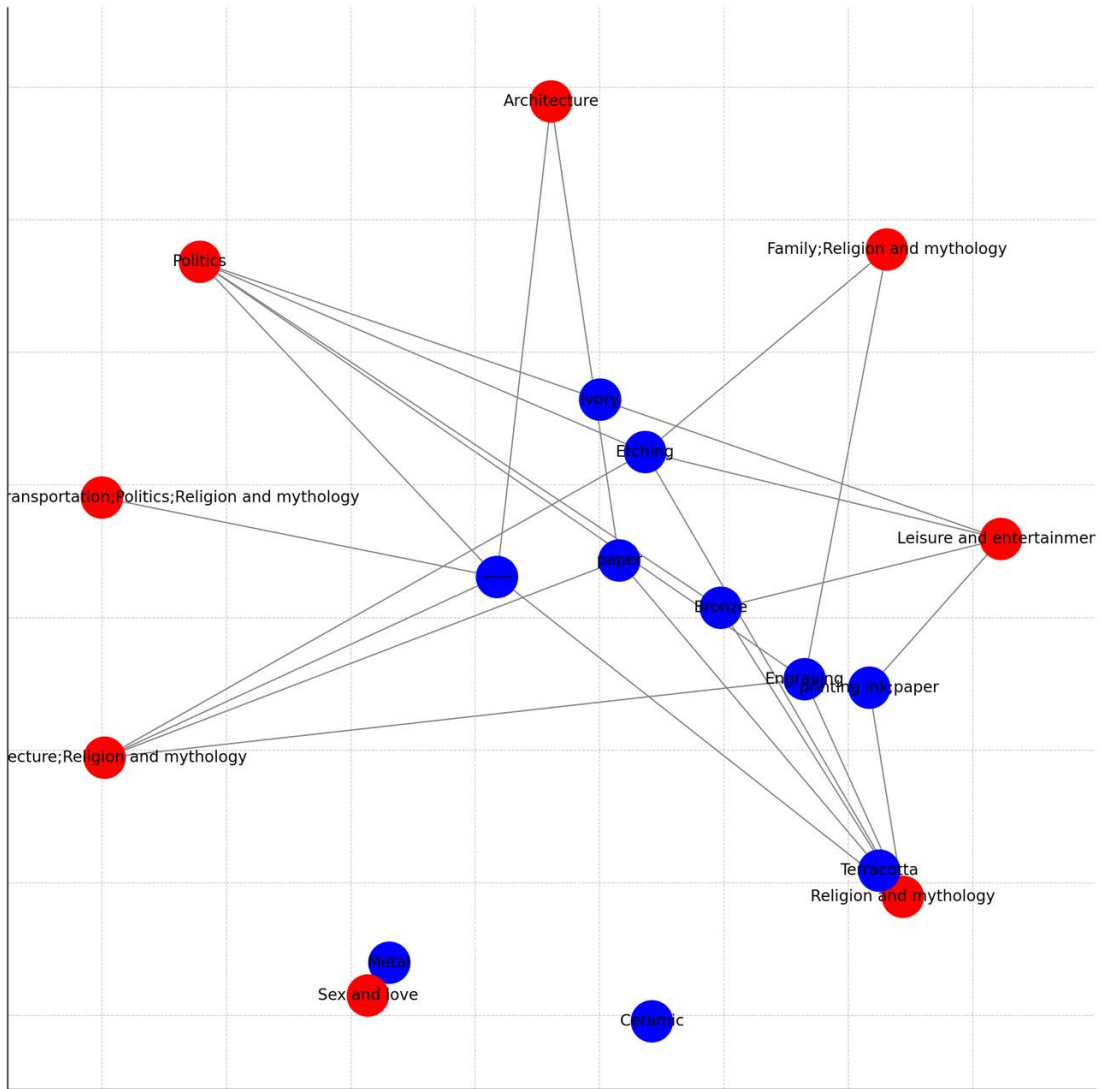 Architecture
Family;Religion and mythology
Politics
Ivory
Etching
ransportation;Politics;Religion and mythology
Leisure and entertainmen
paper
Bronze
Engraving
printing ink;paper
ecture;Religion and mythology
Terracotta
Religion and mythology
Metal
Sex and love
Ceramic